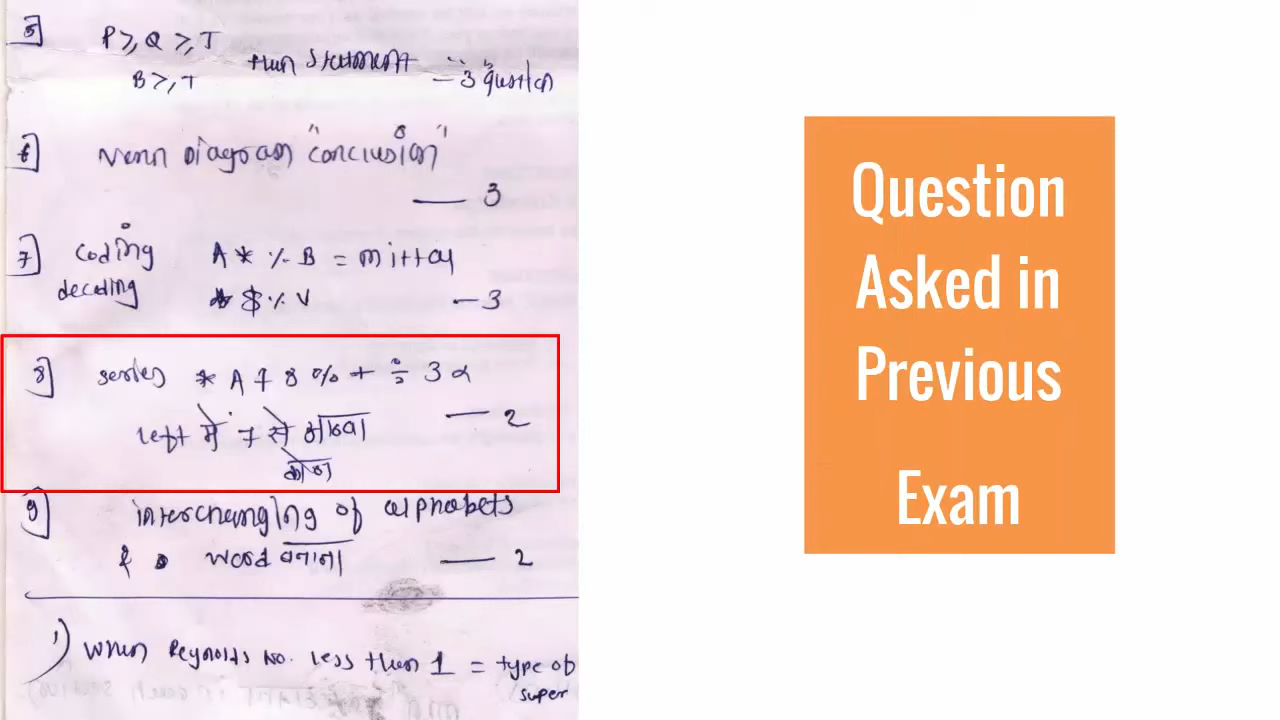 5 P ≥, Q ≥, T
B ≥, T then statement — 3 question
6 Venn Diagram "conclusion"
— 3
7 coding A * % B = mittal
decoding $ % V — 3
8 series * A 7 8 % + ÷ 3 α
left में 7 से — 2
9 interchanging of alphabets
& word बनाना — 2
1) When Reynolds No. less then 1 = type of
super
Question
Asked in
Previous
Exam